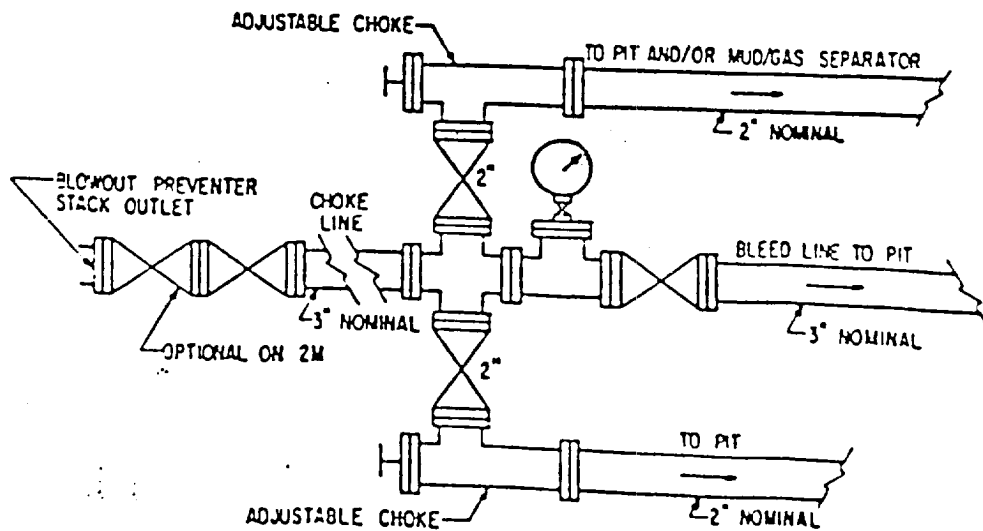 ADJUSTABLE CHOKE
TO PIT AND/OR MUD/GAS SEPARATOR
2" NOMINAL
2"
BLOWOUT PREVENTER
STACK OUTLET
CHOKE
LINE
BLEED LINE TO PIT
3" NOMINAL
3" NOMINAL
OPTIONAL ON 2M
2"
TO PIT
ADJUSTABLE CHOKE
2" NOMINAL